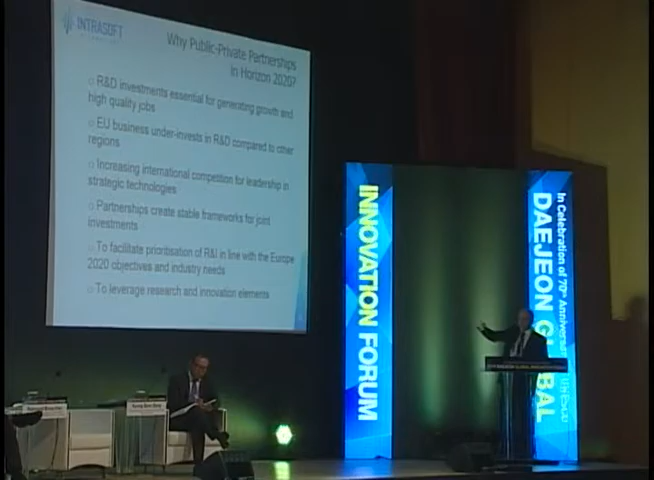 INTRASOFT
Why Public-Private Partnerships
in Horizon 2020?
R&D investments essential for generating growth and
high quality jobs
EU business under-invests in R&D compared to other
regions
Increasing international competition for leadership in
strategic technologies
Partnerships create stable frameworks for joint
investments
To facilitate prioritisation of R&I in line with the Europe
2020 objectives and industry needs
To leverage research and innovation elements
INNOVATION FORUM
In Celebration of 70th
DAEJEON